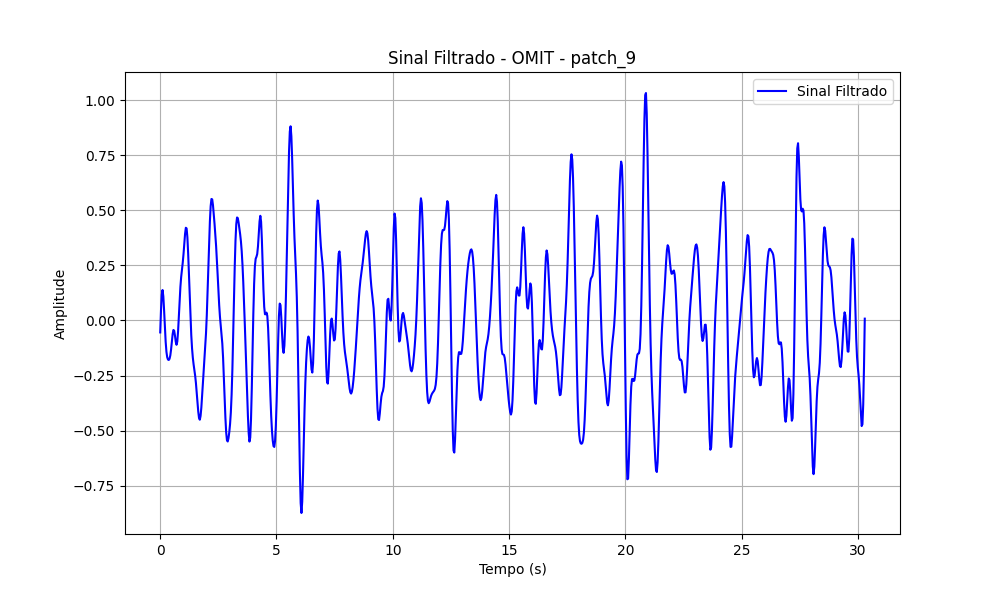 Sinal Filtrado - OMIT - patch_9
Sinal Filtrado
1.00
0.75
0.50
0.25
0.00
−0.25
−0.50
−0.75
Amplitude
0 5 10 15 20 25 30
Tempo (s)